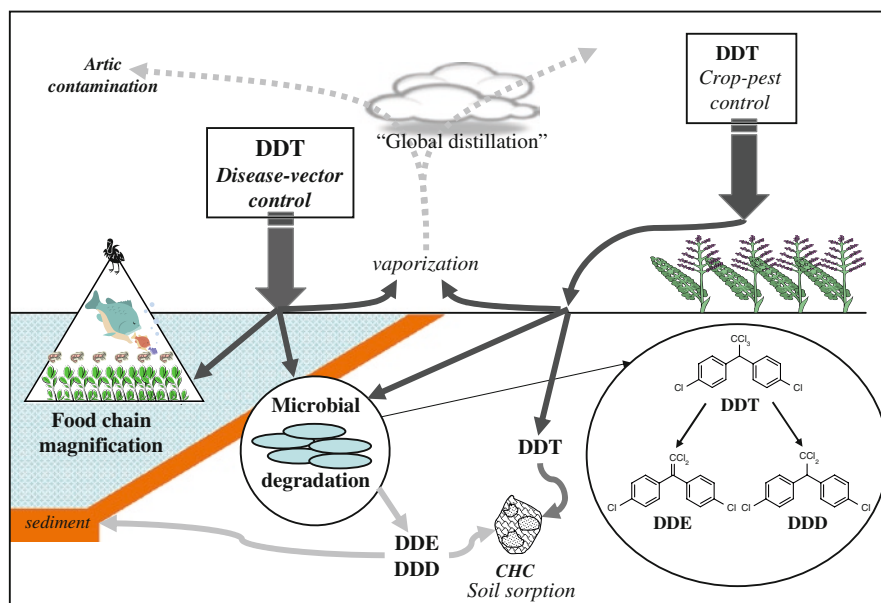 Artic
contamination
DDT
Crop-pest
control
“Global distillation”
DDT
Disease-vector
control
vaporization
Food chain
magnification
Microbial
degradation
DDT
sediment
DDE
DDD
CHC
Soil sorption
CCl3
Cl
Cl
DDT
CCl2
Cl
Cl
DDE
CCl2
Cl
Cl
DDD